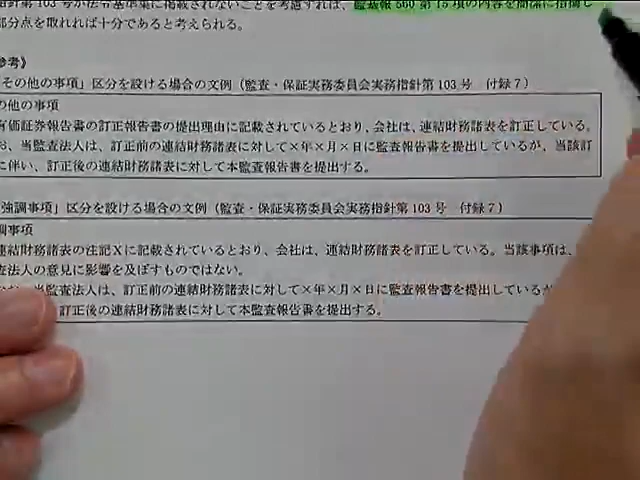 指針第103号が法令基準集に掲載されないことを考慮すれば、監基報560 第15項の内容を簡潔に指摘し
部分点を取れれば十分であると考えられる。
参考)
その他の事項」区分を設ける場合の文例(監査・保証実務委員会実務指針第103号 付録7)
の他の事項
有価証券報告書の訂正報告書の提出理由に記載されているとおり、会社は、連結財務諸表を訂正している。
お、当監査法人は、訂正前の連結財務諸表に対して×年×月×日に監査報告書を提出しているが、当該訂
に伴い、訂正後の連結財務諸表に対して本監査報告書を提出する。
強調事項」区分を設ける場合の文例(監査・保証実務委員会実務指針第103号 付録7)
調事項
連結財務諸表の注記Xに記載されているとおり、会社は、連結財務諸表を訂正している。当該事項は、
査法人の意見に影響を及ぼすものではない。
当監査法人は、訂正前の連結財務諸表に対して×年×月×日に監査報告書を提出している
訂正後の連結財務諸表に対して本監査報告書を提出する。